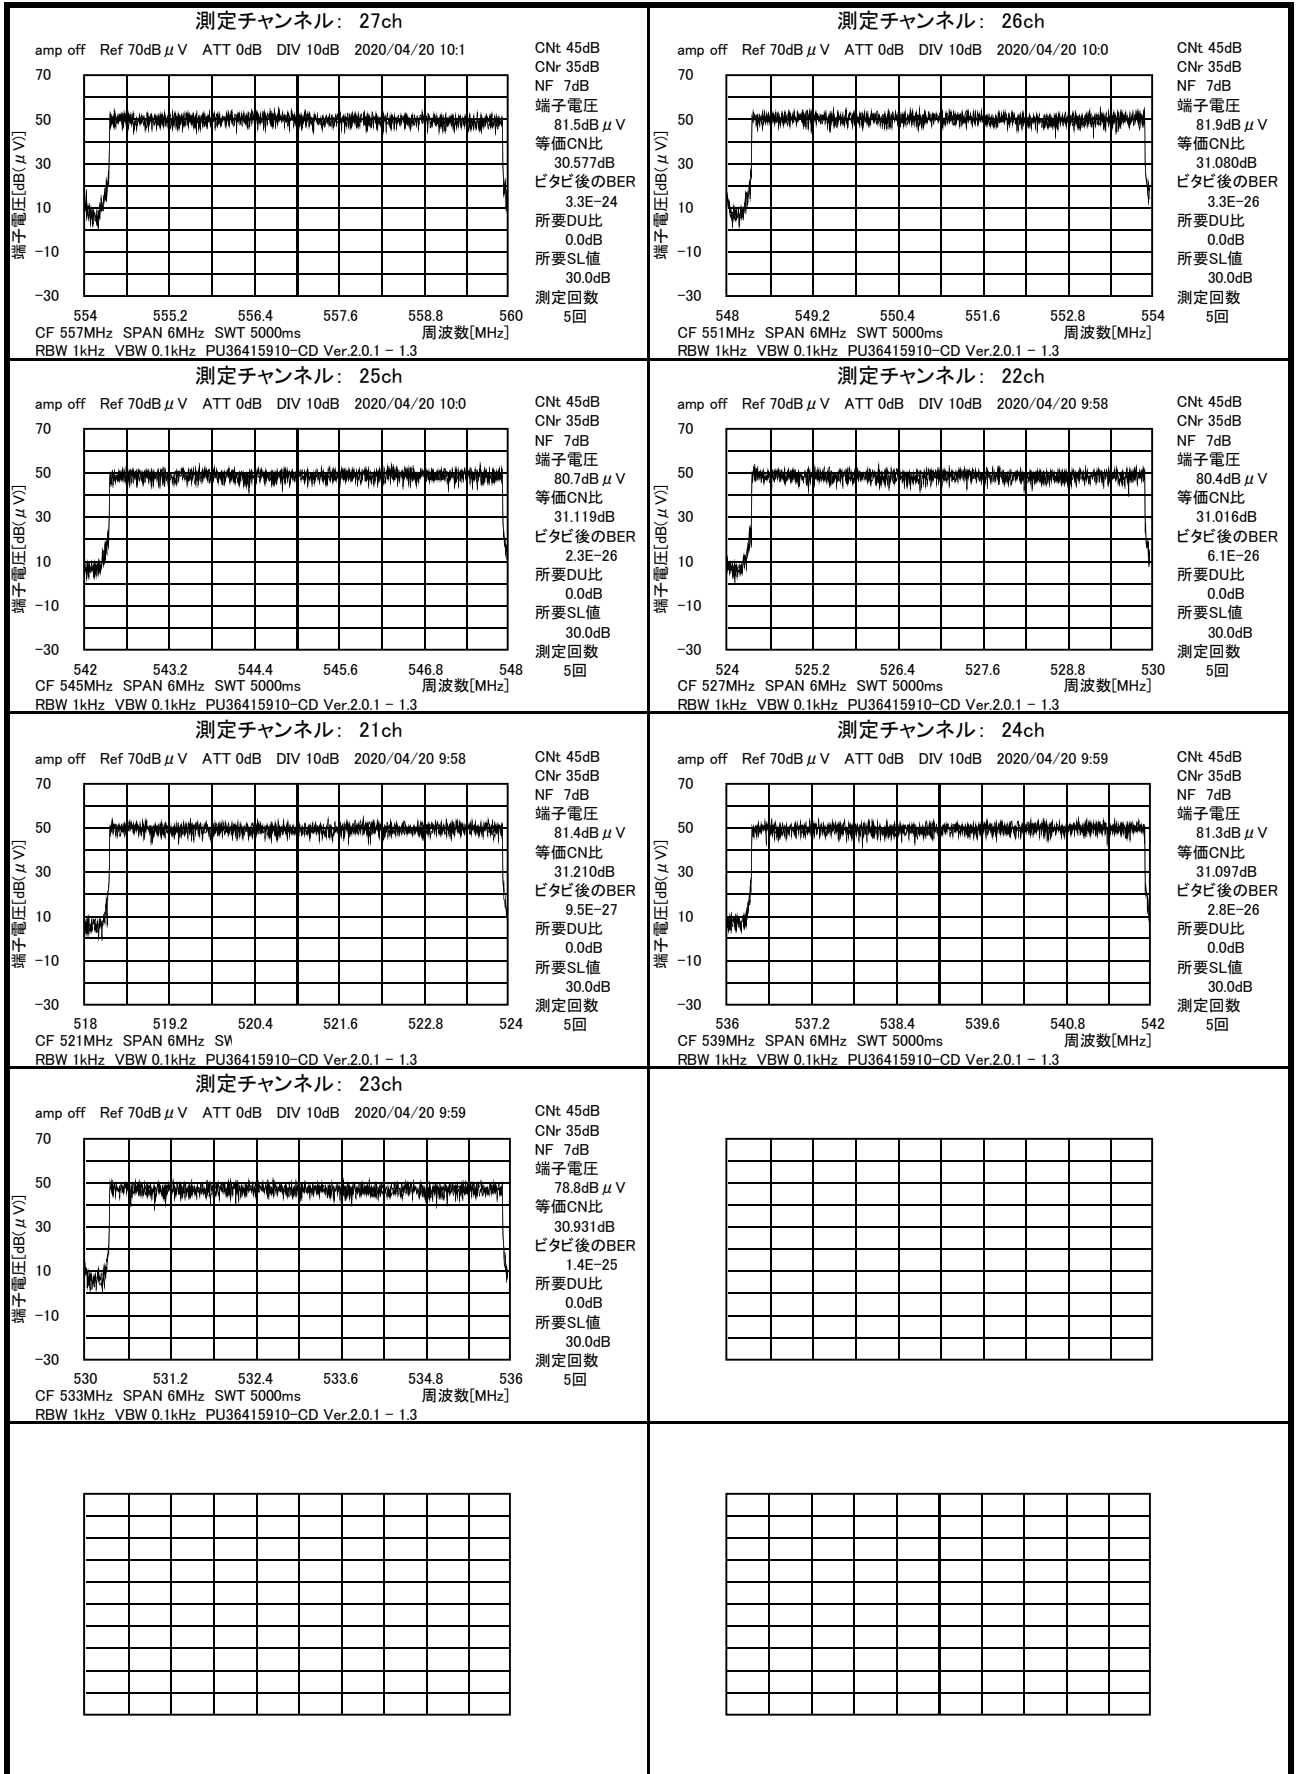 測定チャンネル： 27ch
amp off Ref 70dBμV ATT 0dB DIV 10dB 2020/04/20 10:1
CNt 45dB
CNr 35dB
NF 7dB
端子電圧
81.5dBμV
等価CN比
30.577dB
ビタビ後のBER
3.3E-24
所要DU比
0.0dB
所要SL値
30.0dB
測定回数
5回
端子電圧[dB(μV)]
70
50
30
10
-10
-30
554 555.2 556.4 557.6 558.8 560
CF 557MHz SPAN 6MHz SWT 5000ms 周波数[MHz]
RBW 1kHz VBW 0.1kHz PU36415910-CD Ver.2.0.1 - 1.3
測定チャンネル： 26ch
amp off Ref 70dBμV ATT 0dB DIV 10dB 2020/04/20 10:0
CNt 45dB
CNr 35dB
NF 7dB
端子電圧
81.9dBμV
等価CN比
31.080dB
ビタビ後のBER
3.3E-26
所要DU比
0.0dB
所要SL値
30.0dB
測定回数
5回
端子電圧[dB(μV)]
70
50
30
10
-10
-30
548 549.2 550.4 551.6 552.8 554
CF 551MHz SPAN 6MHz SWT 5000ms 周波数[MHz]
RBW 1kHz VBW 0.1kHz PU36415910-CD Ver.2.0.1 - 1.3
測定チャンネル： 25ch
amp off Ref 70dBμV ATT 0dB DIV 10dB 2020/04/20 10:0
CNt 45dB
CNr 35dB
NF 7dB
端子電圧
80.7dBμV
等価CN比
31.119dB
ビタビ後のBER
2.3E-26
所要DU比
0.0dB
所要SL値
30.0dB
測定回数
5回
端子電圧[dB(μV)]
70
50
30
10
-10
-30
542 543.2 544.4 545.6 546.8 548
CF 545MHz SPAN 6MHz SWT 5000ms 周波数[MHz]
RBW 1kHz VBW 0.1kHz PU36415910-CD Ver.2.0.1 - 1.3
測定チャンネル： 22ch
amp off Ref 70dBμV ATT 0dB DIV 10dB 2020/04/20 9:58
CNt 45dB
CNr 35dB
NF 7dB
端子電圧
80.4dBμV
等価CN比
31.016dB
ビタビ後のBER
6.1E-26
所要DU比
0.0dB
所要SL値
30.0dB
測定回数
5回
端子電圧[dB(μV)]
70
50
30
10
-10
-30
524 525.2 526.4 527.6 528.8 530
CF 527MHz SPAN 6MHz SWT 5000ms 周波数[MHz]
RBW 1kHz VBW 0.1kHz PU36415910-CD Ver.2.0.1 - 1.3
測定チャンネル： 21ch
amp off Ref 70dBμV ATT 0dB DIV 10dB 2020/04/20 9:58
CNt 45dB
CNr 35dB
NF 7dB
端子電圧
81.4dBμV
等価CN比
31.210dB
ビタビ後のBER
9.5E-27
所要DU比
0.0dB
所要SL値
30.0dB
測定回数
5回
端子電圧[dB(μV)]
70
50
30
10
-10
-30
518 519.2 520.4 521.6 522.8 524
CF 521MHz SPAN 6MHz SW
RBW 1kHz VBW 0.1kHz PU36415910-CD Ver.2.0.1 - 1.3
測定チャンネル： 24ch
amp off Ref 70dBμV ATT 0dB DIV 10dB 2020/04/20 9:59
CNt 45dB
CNr 35dB
NF 7dB
端子電圧
81.3dBμV
等価CN比
31.097dB
ビタビ後のBER
2.8E-26
所要DU比
0.0dB
所要SL値
30.0dB
測定回数
5回
端子電圧[dB(μV)]
70
50
30
10
-10
-30
536 537.2 538.4 539.6 540.8 542
CF 539MHz SPAN 6MHz SWT 5000ms 周波数[MHz]
RBW 1kHz VBW 0.1kHz PU36415910-CD Ver.2.0.1 - 1.3
測定チャンネル： 23ch
amp off Ref 70dBμV ATT 0dB DIV 10dB 2020/04/20 9:59
CNt 45dB
CNr 35dB
NF 7dB
端子電圧
78.8dBμV
等価CN比
30.931dB
ビタビ後のBER
1.4E-25
所要DU比
0.0dB
所要SL値
30.0dB
測定回数
5回
端子電圧[dB(μV)]
70
50
30
10
-10
-30
530 531.2 532.4 533.6 534.8 536
CF 533MHz SPAN 6MHz SWT 5000ms 周波数[MHz]
RBW 1kHz VBW 0.1kHz PU36415910-CD Ver.2.0.1 - 1.3